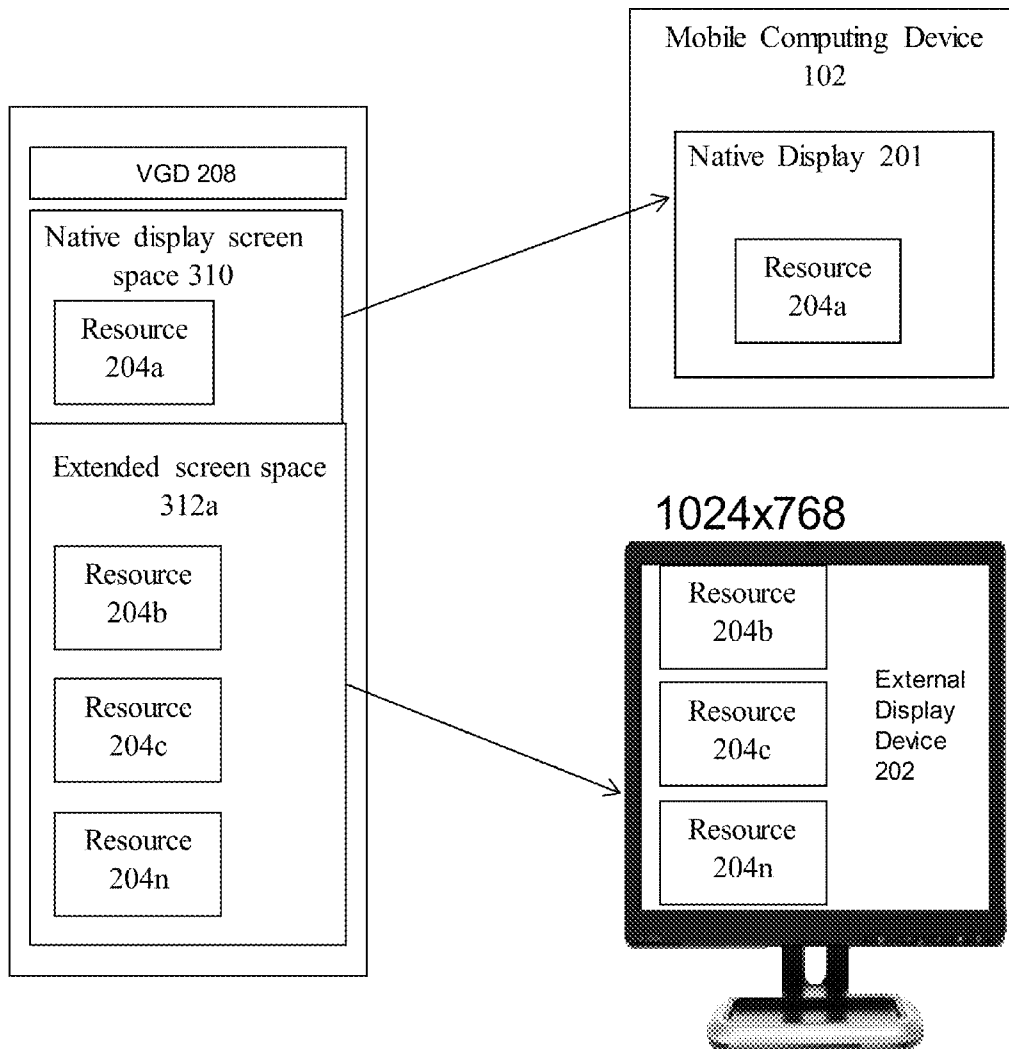 VGD 208
Native display screen
space 310
Resource
204a
Extended screen space
312a
Resource
204b
Resource
204c
Resource
204n
Mobile Computing Device
102
Native Display 201
Resource
204a
1024x768
Resource
204b
Resource
204c
Resource
204n
External
Display
Device
202